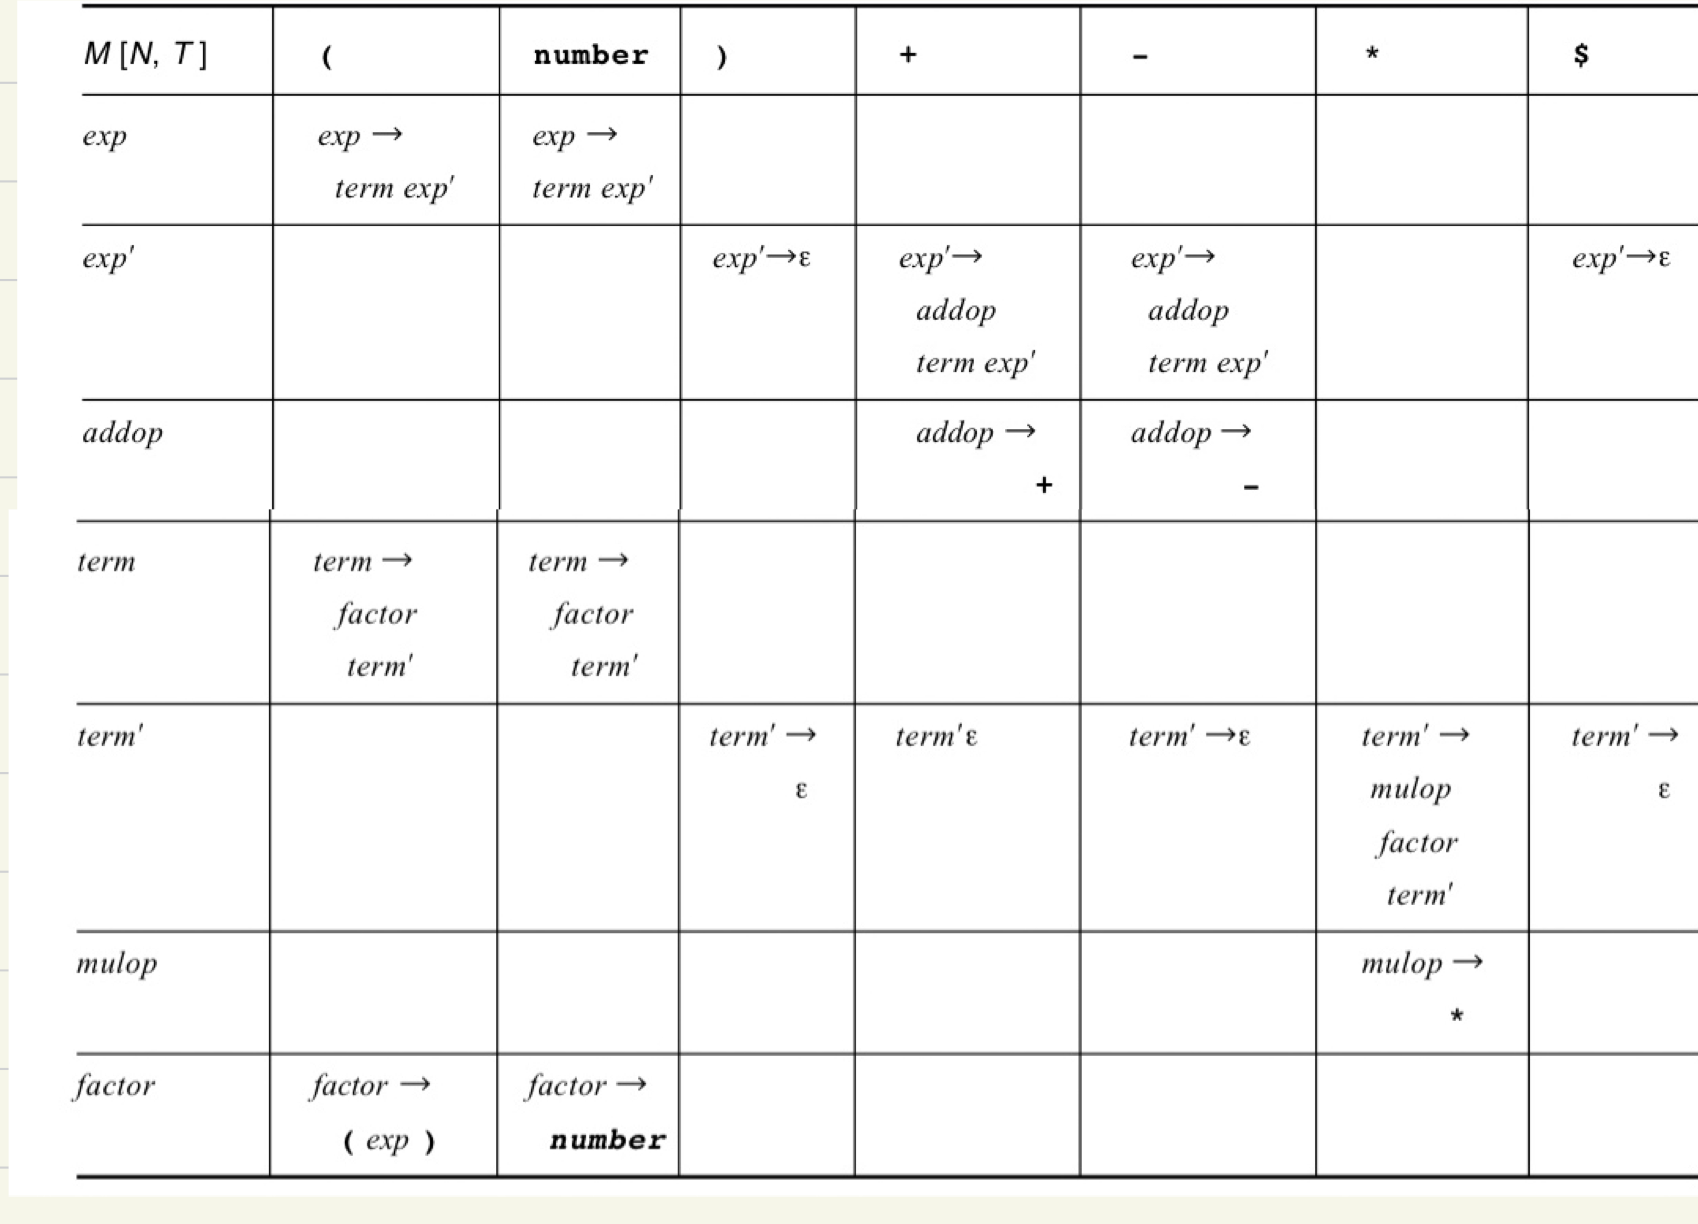 M [N, T] ( number ) + - * $
exp exp → exp →
term exp′ term exp′
exp′ exp′→ε exp′→ exp′→ exp′→ε
addop addop
term exp′ term exp′
addop addop → addop →
+ -
term term → term →
factor factor
term′ term′
term′ term′ → term′ε term′ →ε term′ → term′ →
ε mulop ε
factor
term′
mulop mulop →
*
factor factor → factor →
( exp ) number